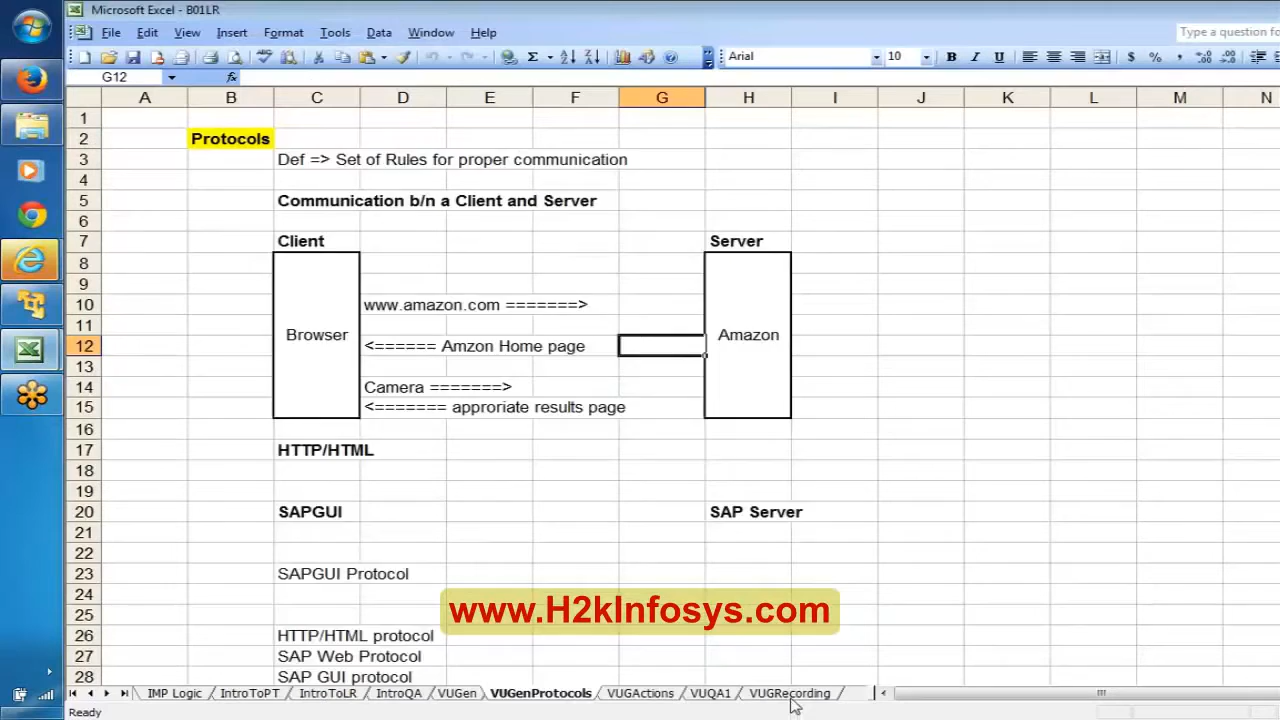 Microsoft Excel - B01LR
File Edit View Insert Format Tools Data Window Help
Type a question fo
Arial 10 B I U $ % ,
G12 fx
A B C D E F G H I J K L M N
1
2 Protocols
3 Def => Set of Rules for proper communication
4
5 Communication b/n a Client and Server
6
7 Client Server
8
9
10 www.amazon.com =======>
11
Browser Amazon
12 <====== Amzon Home page
13
14 Camera =======>
15 <======= approriate results page
16
17 HTTP/HTML
18
19
20 SAPGUI SAP Server
21
22
23 SAPGUI Protocol
24
www.H2kInfosys.com
25
26 HTTP/HTML protocol
27 SAP Web Protocol
28 SAP GUI protocol
IMP Logic IntroToPT IntroToLR IntroQA VUGen VUGenProtocols VUGActions VUQA1 VUGRecording
Ready